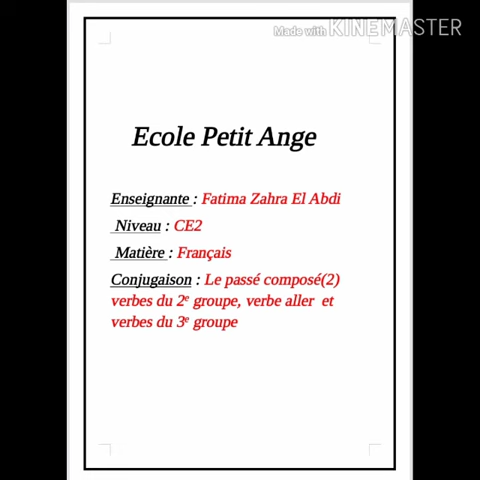 Made with KINEMASTER
Ecole Petit Ange
Enseignante : Fatima Zahra El Abdi
Niveau : CE2
Matière : Français
Conjugaison : Le passé composé(2)
verbes du 2e groupe, verbe aller et
verbes du 3e groupe